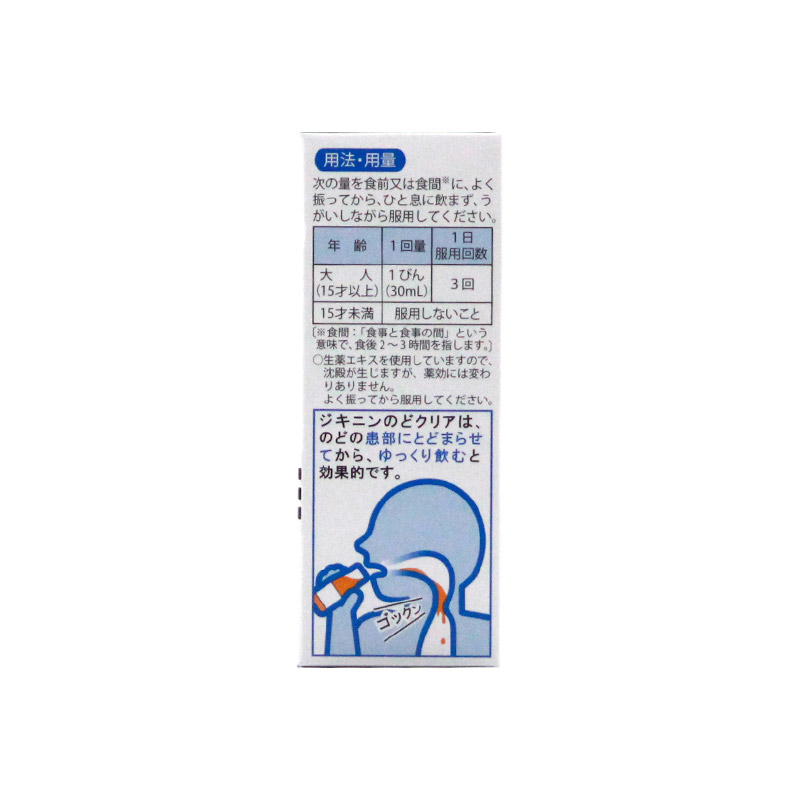 用法・用量
次の量を食前又は食間※に、よく
振ってから、ひと息に飲まず、う
がいしながら服用してください。
年　齢 1回量 1日服用回数
大　人(15才以上) 1びん(30mL) 3回
15才未満 服用しないこと
〔※食間：「食事と食事の間」という
意味で、食後2～3時間を指します。〕
○生薬エキスを使用していますので、
沈殿が生じますが、薬効には変わ
りありません。
よく振ってから服用してください。
ジキニンのどクリアは、
のどの患部にとどまらせ
てから、ゆっくり飲むと
効果的です。
ゴックン